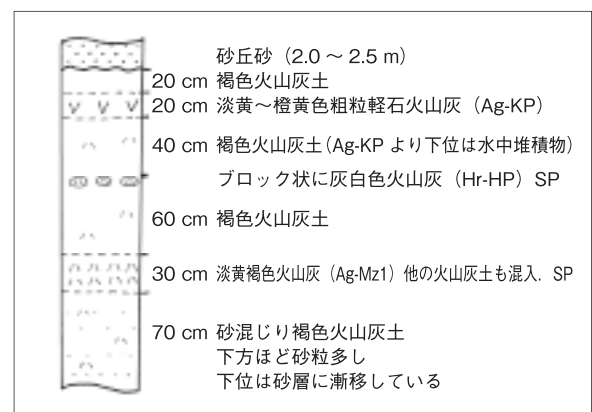 砂丘砂（2.0 ～ 2.5 m）
20 cm 褐色火山灰土
20 cm 淡黄～橙黄色粗粒軽石火山灰（Ag-KP）
40 cm 褐色火山灰土（Ag-KP より下位は水中堆積物）
ブロック状に灰白色火山灰（Hr-HP）SP
60 cm 褐色火山灰土
30 cm 淡黄褐色火山灰（Ag-Mz1）他の火山灰土も混入．SP
70 cm 砂混じり褐色火山灰土
下方ほど砂粒多し
下位は砂層に漸移している